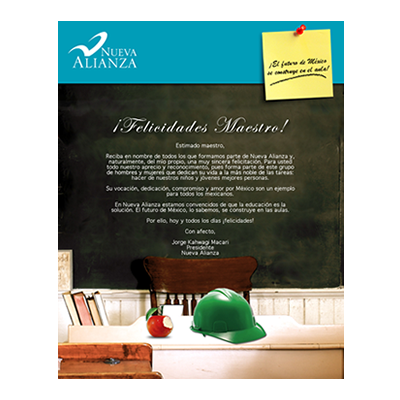 NUEVA
ALIANZA
¡El futuro de México
se construye en el aula!
¡Felicidades Maestro!
Estimado maestro,
Reciba en nombre de todos los que formamos parte de Nueva Alianza y,
naturalmente, del mio propio, una muy sincera felicitación. Para usted
todo nuestro aprecio y reconocimiento, pues forma parte de este grupo
de hombres y mujeres que dedican su vida a la más noble de las tareas:
hacer de nuestros niños y jóvenes mejores personas.
Su vocación, dedicación, compromiso y amor por México son un ejemplo
para todos los mexicanos.
En Nueva Alianza estamos convencidos de que la educación es la
solución. El futuro de México, lo sabemos, se construye en las aulas.
Por ello, hoy y todos los días ¡felicidades!
Con afecto,
Jorge Kahwagi Macari
Presidente
Nueva Alianza